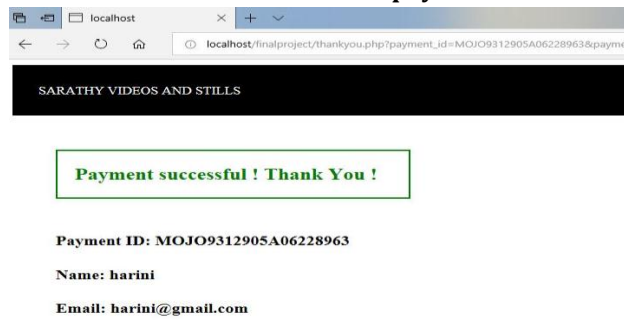 localhost
localhost/finalproject/thankyou.php?payment_id=MOJO9312905A06228963&payme
SARATHY VIDEOS AND STILLS
Payment successful ! Thank You !
Payment ID: MOJO9312905A06228963
Name: harini
Email: harini@gmail.com